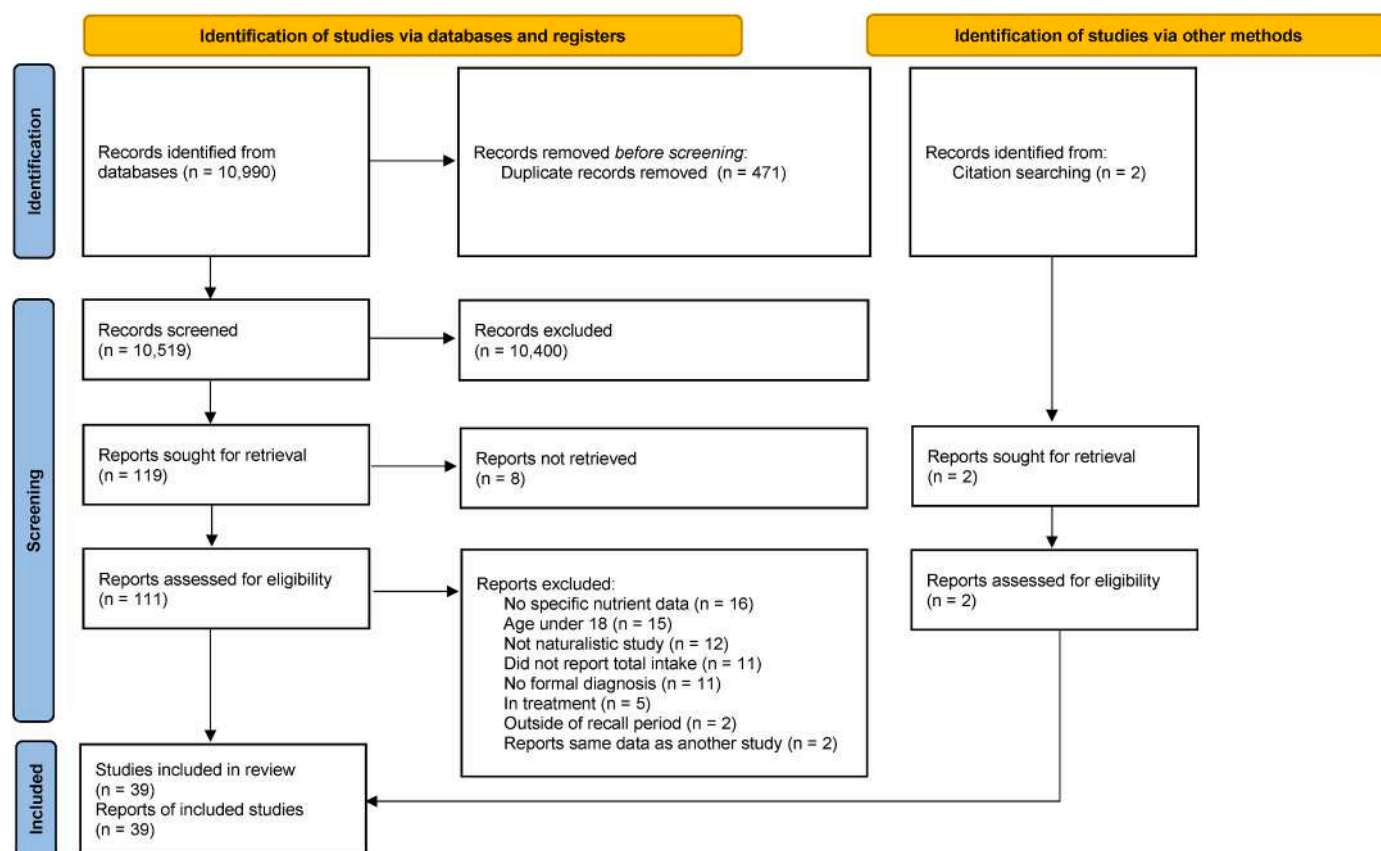 Identification of studies via databases and registers
Identification of studies via other methods
Identification
Records identified from
databases (n = 10,990)
Records removed before screening:
Duplicate records removed (n = 471)
Records identified from:
Citation searching (n = 2)
Screening
Records screened
(n = 10,519)
Records excluded
(n = 10,400)
Reports sought for retrieval
(n = 119)
Reports not retrieved
(n = 8)
Reports sought for retrieval
(n = 2)
Reports assessed for eligibility
(n = 111)
Reports excluded:
No specific nutrient data (n = 16)
Age under 18 (n = 15)
Not naturalistic study (n = 12)
Did not report total intake (n = 11)
No formal diagnosis (n = 11)
In treatment (n = 5)
Outside of recall period (n = 2)
Reports same data as another study (n = 2)
Reports assessed for eligibility
(n = 2)
Included
Studies included in review
(n = 39)
Reports of included studies
(n = 39)